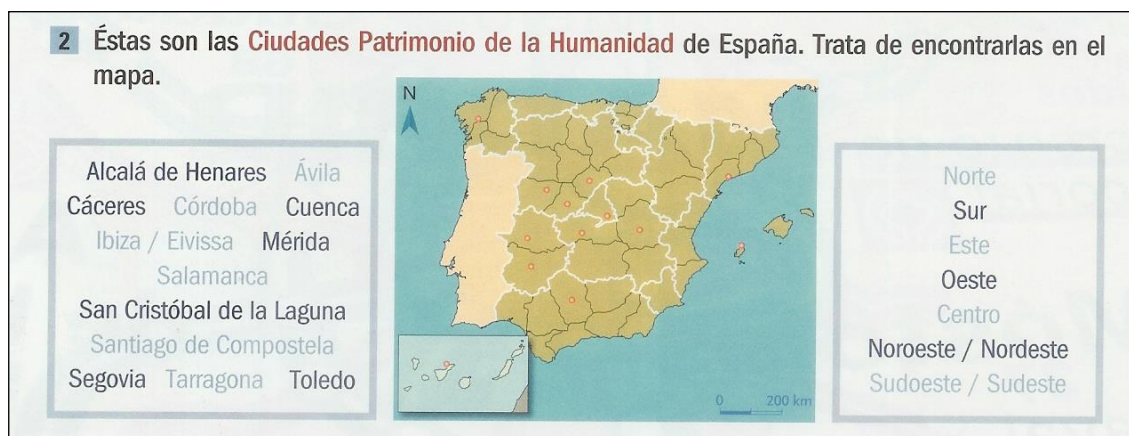 2 Éstas son las Ciudades Patrimonio de la Humanidad de España. Trata de encontrarlas en el
mapa.
Alcalá de Henares Ávila
Cáceres Córdoba Cuenca
Ibiza / Eivissa Mérida
Salamanca
San Cristóbal de la Laguna
Santiago de Compostela
Segovia Tarragona Toledo
N
0 200 km
Norte
Sur
Este
Oeste
Centro
Noroeste / Nordeste
Sudoeste / Sudeste